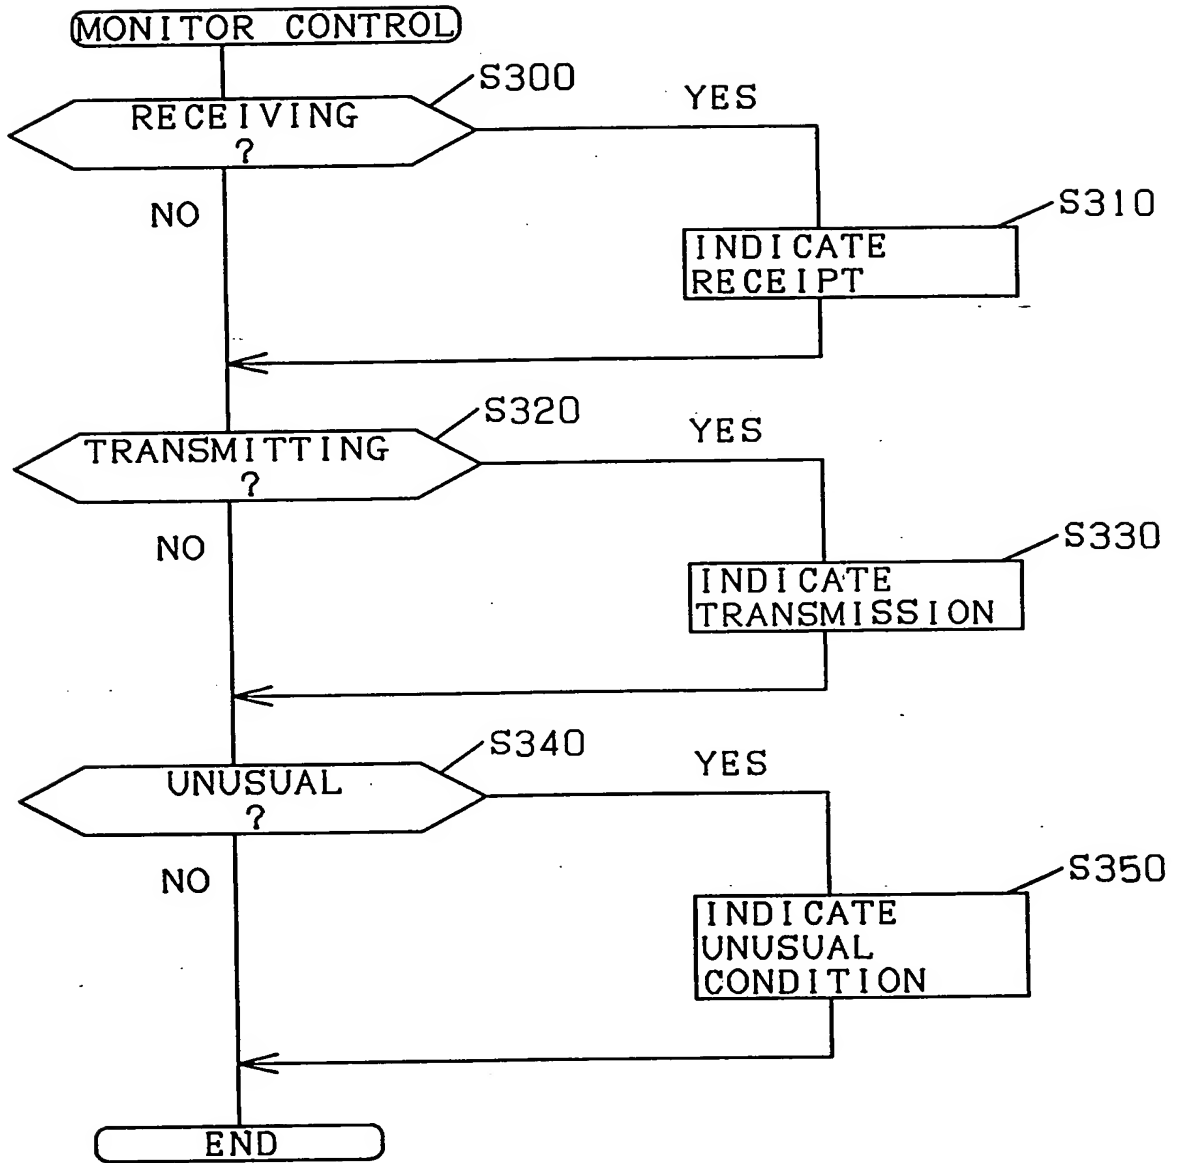 MONITOR CONTROL
S300
RECEIVING
?
YES
NO
S310
INDICATE
RECEIPT
S320
TRANSMITTING
?
YES
NO
S330
INDICATE
TRANSMISSION
S340
UNUSUAL
?
YES
NO
S350
INDICATE
UNUSUAL
CONDITION
END